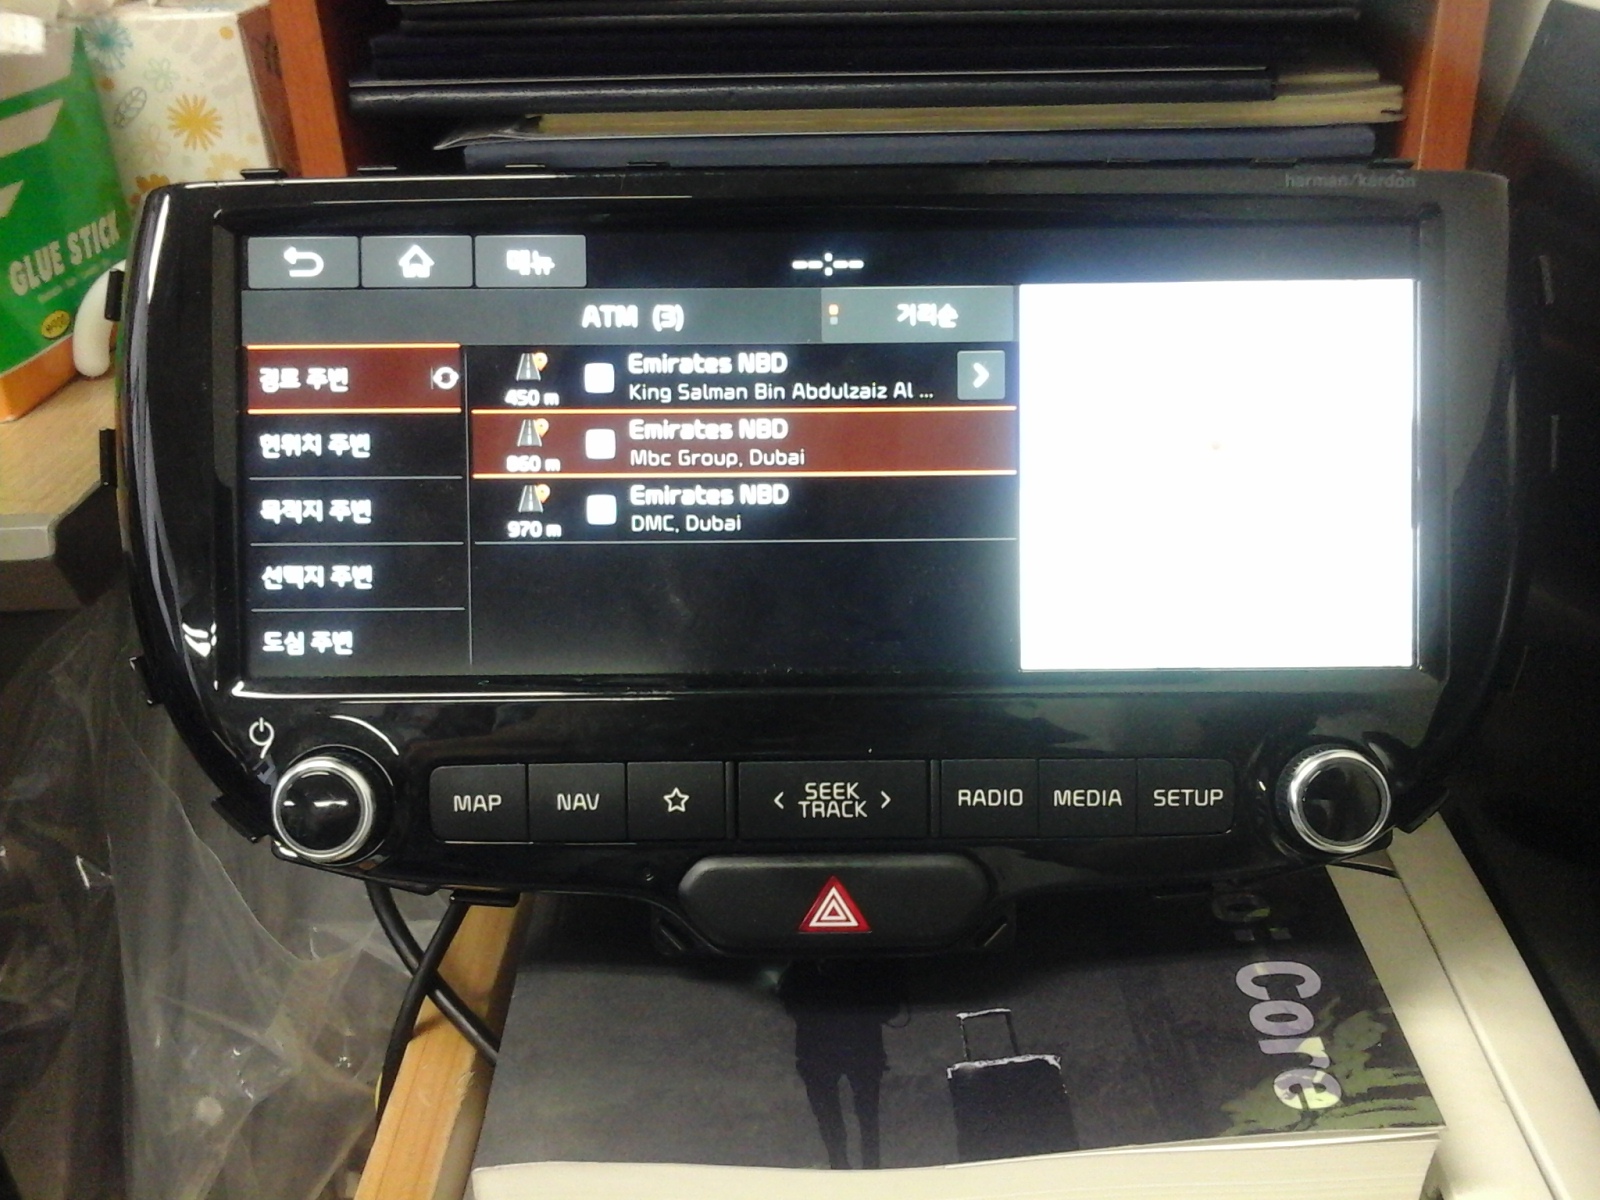 GLUE STICK
harman/kardon
메뉴
ATM (3)
거리순
경로 주변
현위치 주변
목적지 주변
선택지 주변
도심 주변
450 m
Emirates NBD
King Salman Bin Abdulzaiz Al ...
860 m
Emirates NBD
Mbc Group, Dubai
970 m
Emirates NBD
DMC, Dubai
MAP
NAV
< SEEK >
TRACK
RADIO
MEDIA
SETUP
Core